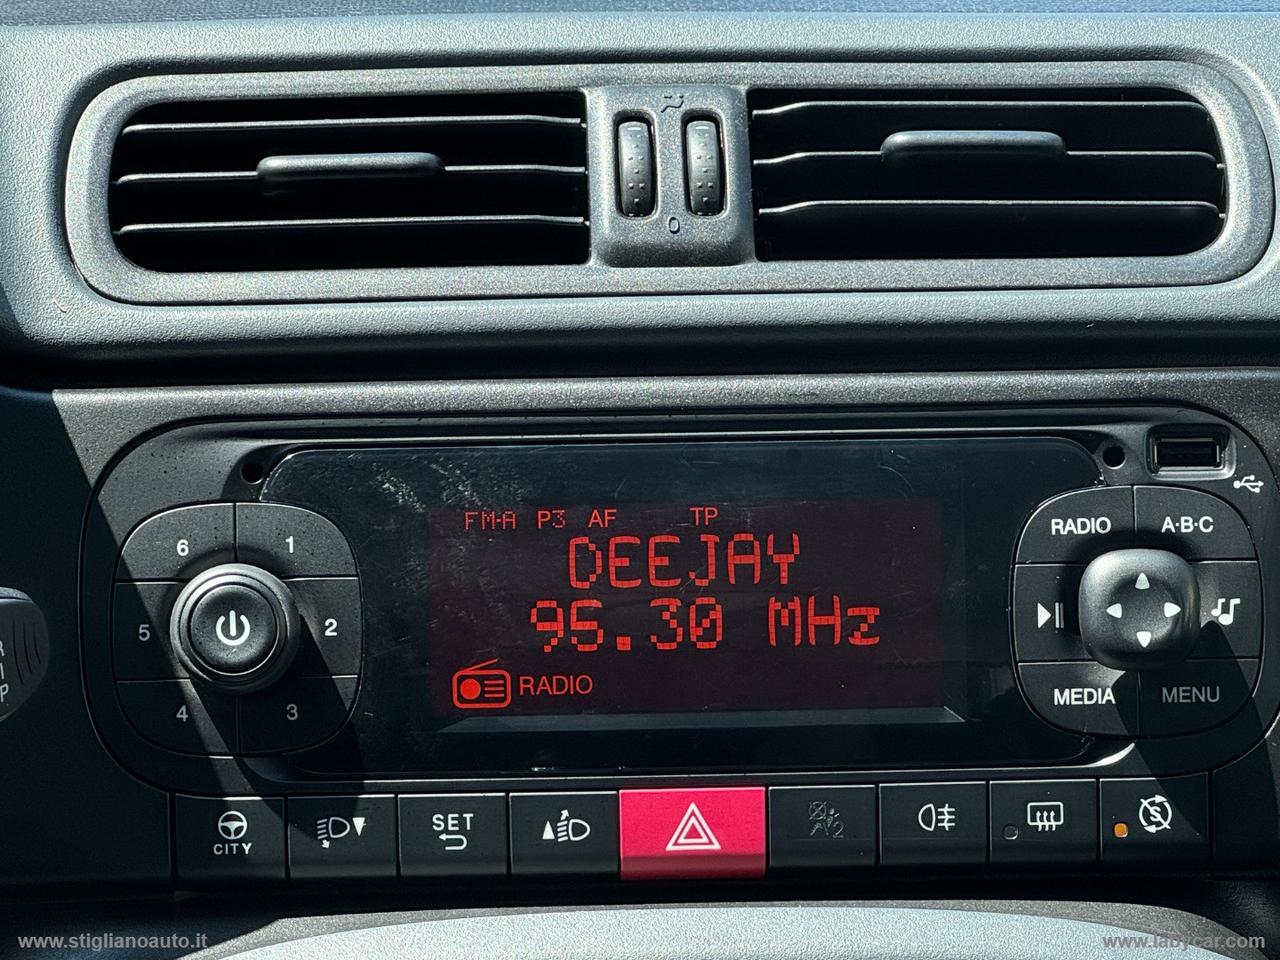 0
FM-A P3 AF TP
DEEJAY
95.30 MHz
RADIO
6 1
5 2
4 3
RADIO A·B·C
MEDIA MENU
CITY
SET
www.stiglianoauto.it
www.labycar.com